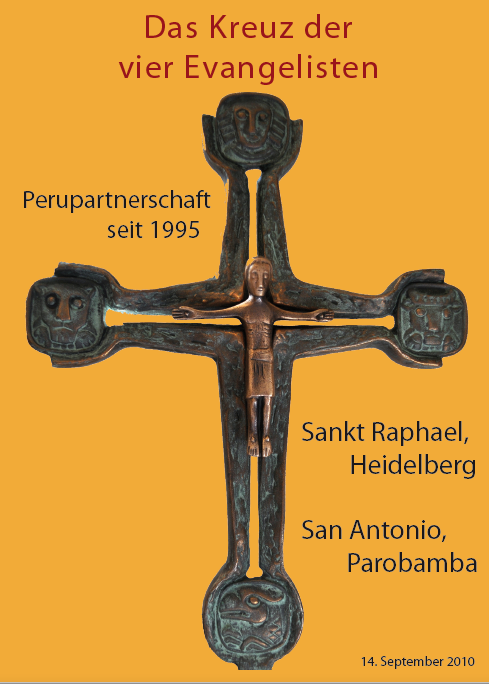 Das Kreuz der
vier Evangelisten
Perupartnerschaft
seit 1995
Sankt Raphael,
Heidelberg
San Antonio,
Parobamba
14. September 2010